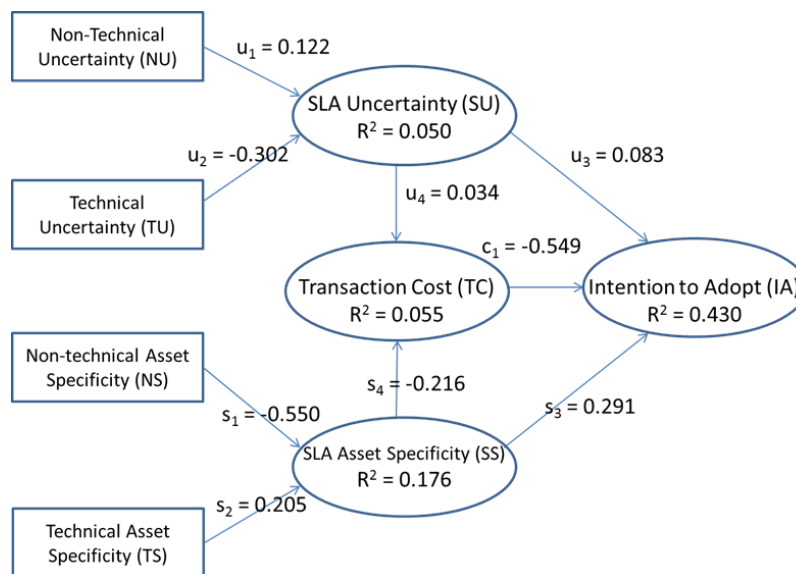 Non-Technical
Uncertainty (NU)
u₁ = 0.122
SLA Uncertainty (SU)
R² = 0.050
u₂ = -0.302
u₃ = 0.083
Technical
Uncertainty (TU)
u₄ = 0.034
c₁ = -0.549
Transaction Cost (TC)
R² = 0.055
Intention to Adopt (IA)
R² = 0.430
Non-technical Asset
Specificity (NS)
s₄ = -0.216
s₁ = -0.550
s₃ = 0.291
SLA Asset Specificity (SS)
R² = 0.176
s₂ = 0.205
Technical Asset
Specificity (TS)